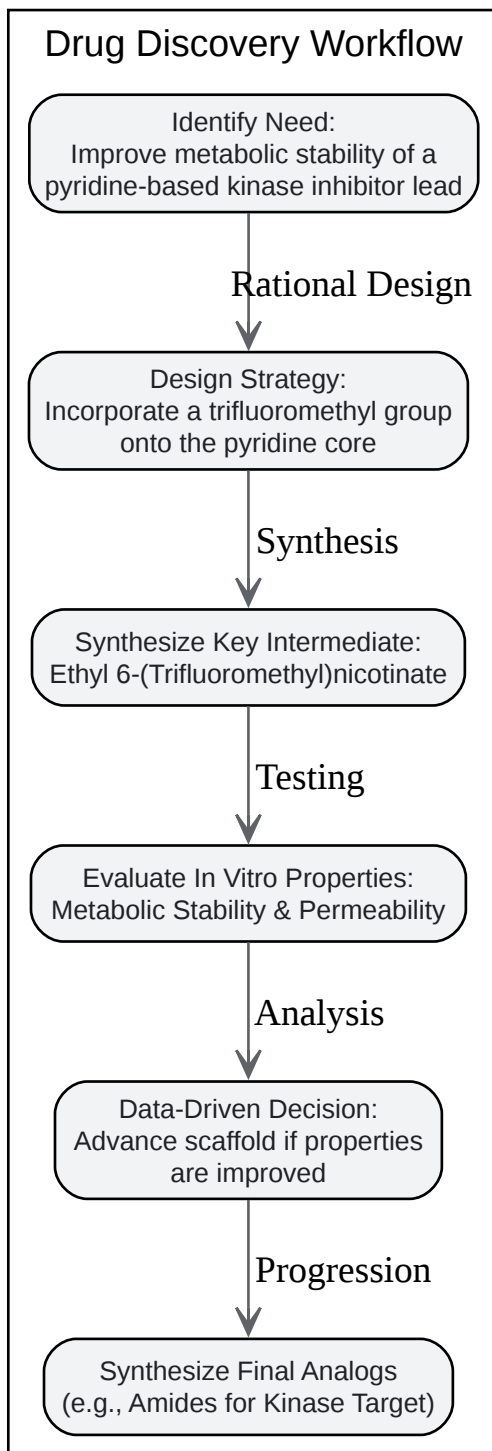 Drug Discovery Workflow
Identify Need:
Improve metabolic stability of a
pyridine-based kinase inhibitor lead
Rational Design
Design Strategy:
Incorporate a trifluoromethyl group
onto the pyridine core
Synthesis
Synthesize Key Intermediate:
Ethyl 6-(Trifluoromethyl)nicotinate
Testing
Evaluate In Vitro Properties:
Metabolic Stability & Permeability
Analysis
Data-Driven Decision:
Advance scaffold if properties
are improved
Progression
Synthesize Final Analogs
(e.g., Amides for Kinase Target)